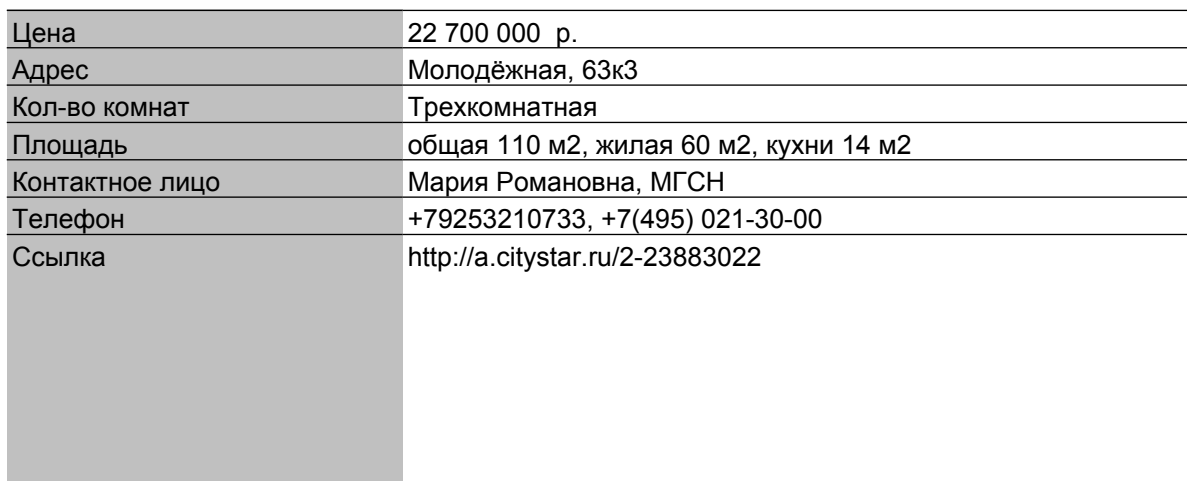 Цена 22 700 000 р.
Адрес Молодёжная, 63к3
Кол-во комнат Трехкомнатная
Площадь общая 110 м2, жилая 60 м2, кухни 14 м2
Контактное лицо Мария Романовна, МГСН
Телефон +79253210733, +7(495) 021-30-00
Ссылка http://a.citystar.ru/2-23883022